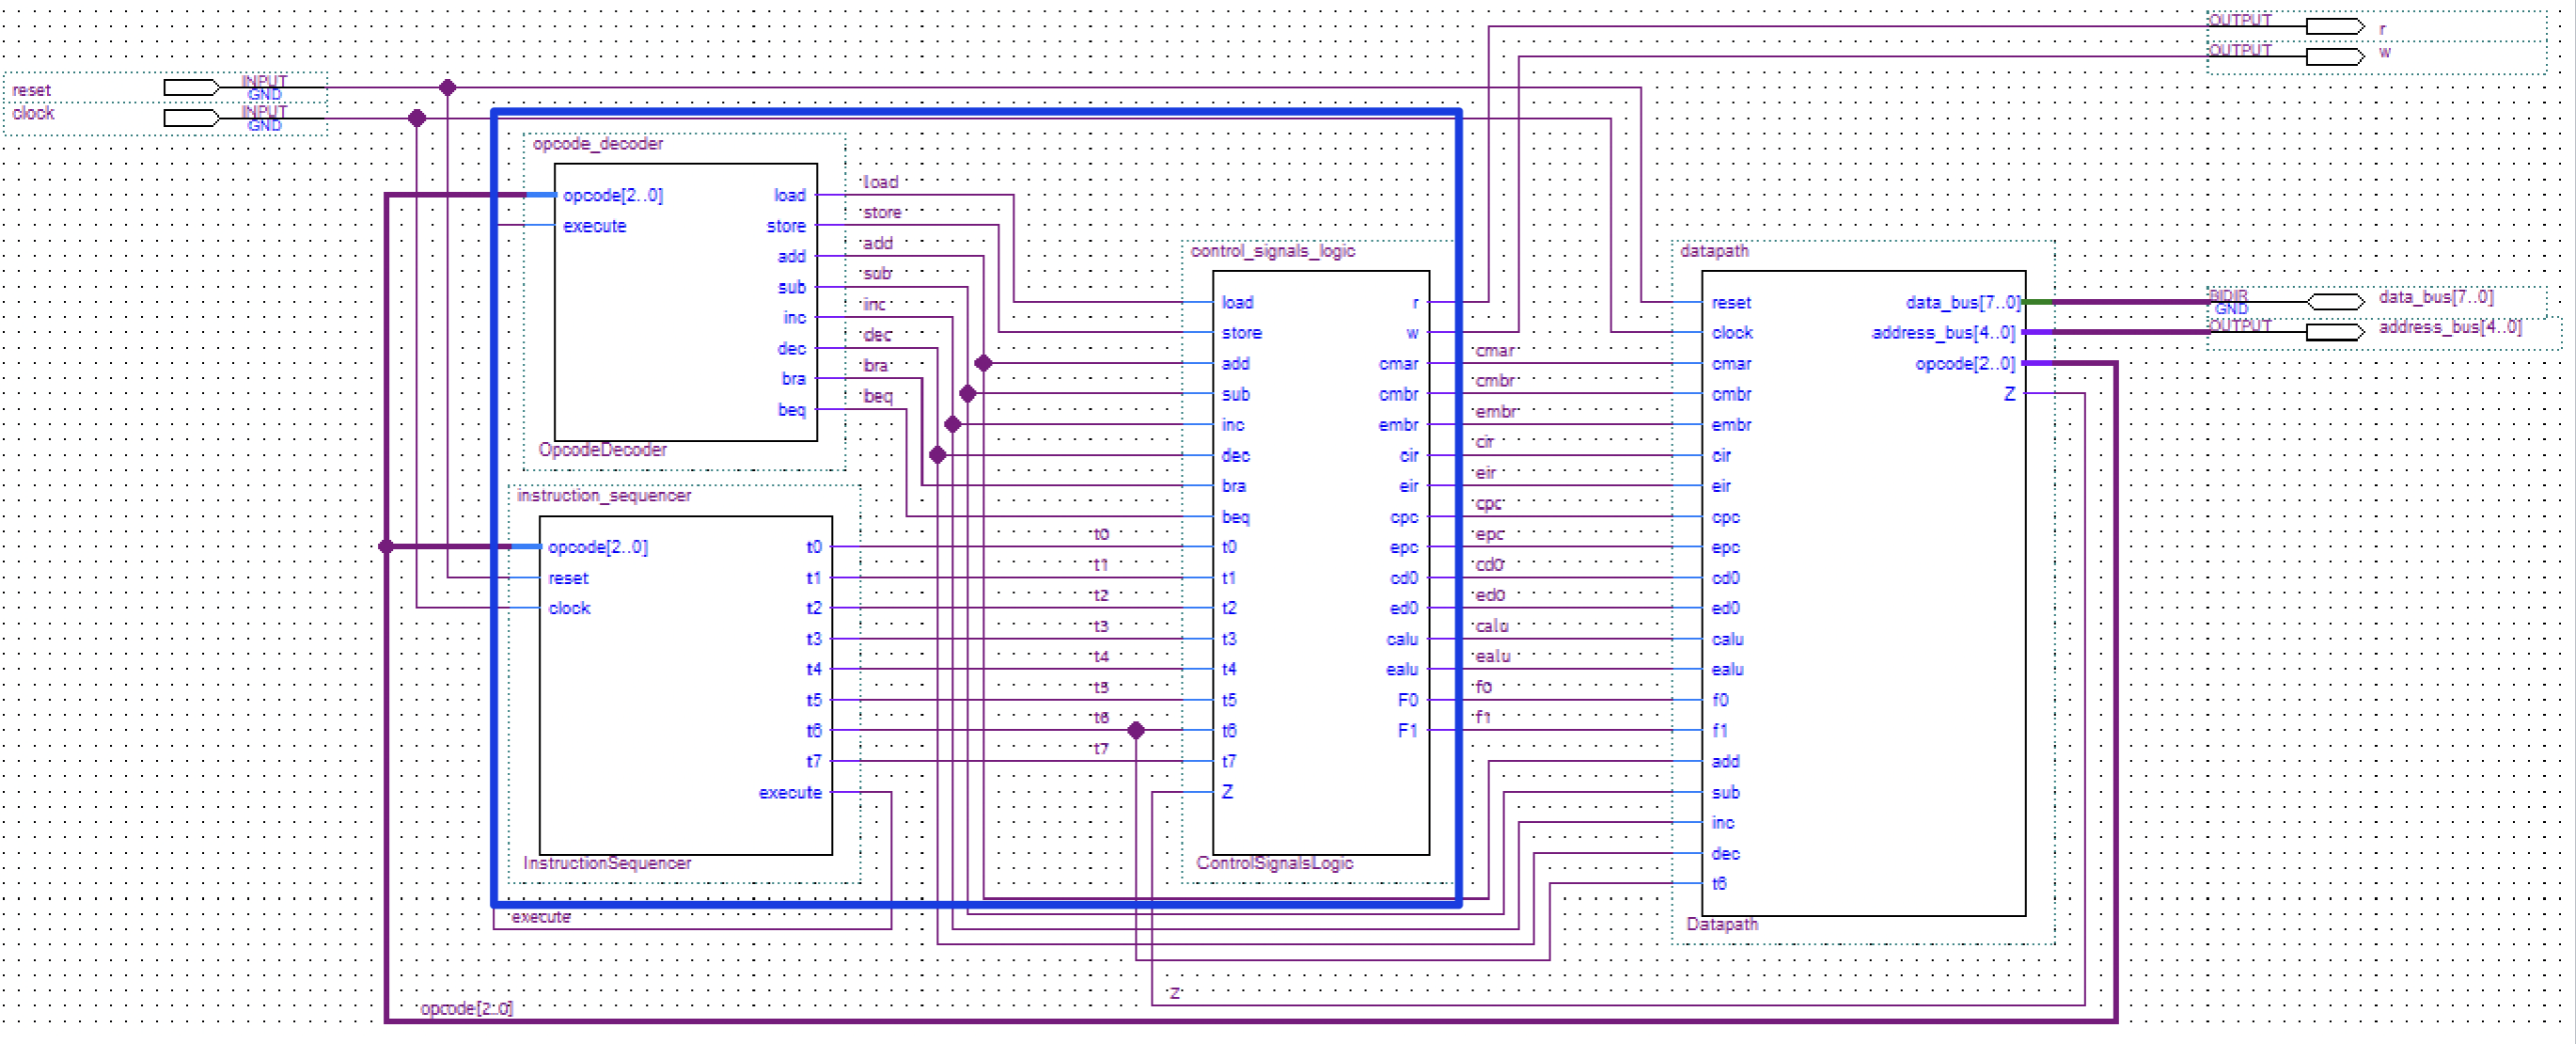 OUTPUT r
OUTPUT w
reset INPUT
GND
clock INPUT
GND
opcode_decoder
opcode[2..0] load
execute store
add
sub
inc
dec
bra
beq
OpcodeDecoder
load
store
add
sub
inc
dec
bra
beq
instruction_sequencer
opcode[2..0] t0
reset t1
clock t2
t3
t4
t5
t6
t7
execute
InstructionSequencer
execute
t0
t1
t2
t3
t4
t5
t6
t7
control_signals_logic
load r
store w
add cmar
sub cmbr
inc embr
dec cir
bra eir
beq cpc
t0 epc
t1 cd0
t2 ed0
t3 calu
t4 ealu
t5 F0
t6 F1
t7
Z
ControlSignalsLogic
cmar
cmbr
embr
cir
eir
cpc
epc
cd0
ed0
calu
ealu
f0
f1
datapath
reset data_bus[7..0]
clock address_bus[4..0]
cmar opcode[2..0]
cmbr Z
embr
cir
eir
cpc
epc
cd0
ed0
calu
ealu
f0
f1
add
sub
inc
dec
t6
Datapath
BIDIR data_bus[7..0]
GND
OUTPUT address_bus[4..0]
Z
opcode[2..0]